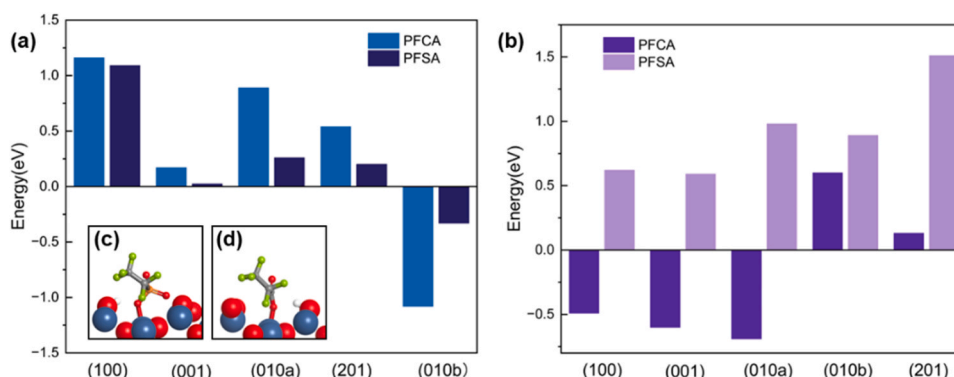 (a)
PFCA
PFSA
1.5
1.0
0.5
0.0
−0.5
−1.0
−1.5
Energy(eV)
(c)
(d)
(100)
(001)
(010a)
(201)
(010b)
(b)
PFCA
PFSA
1.5
1.0
0.5
0.0
−0.5
Energy(eV)
(100)
(001)
(010a)
(010b)
(201)